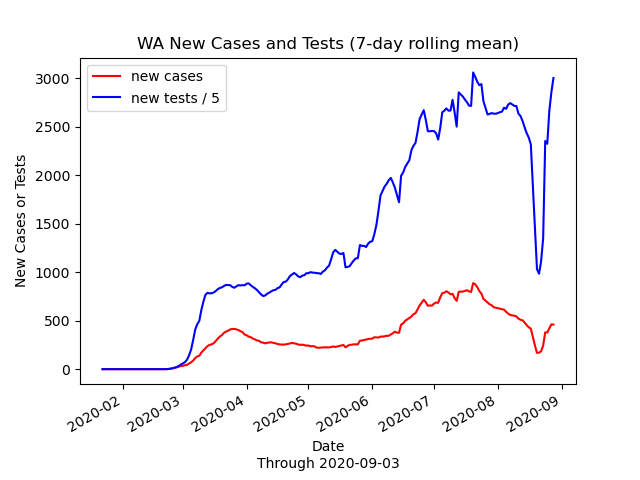 WA New Cases and Tests (7-day rolling mean)
new cases
new tests / 5
New Cases or Tests
3000
2500
2000
1500
1000
500
0
2020-02
2020-03
2020-04
2020-05
2020-06
2020-07
2020-08
2020-09
Date
Through 2020-09-03